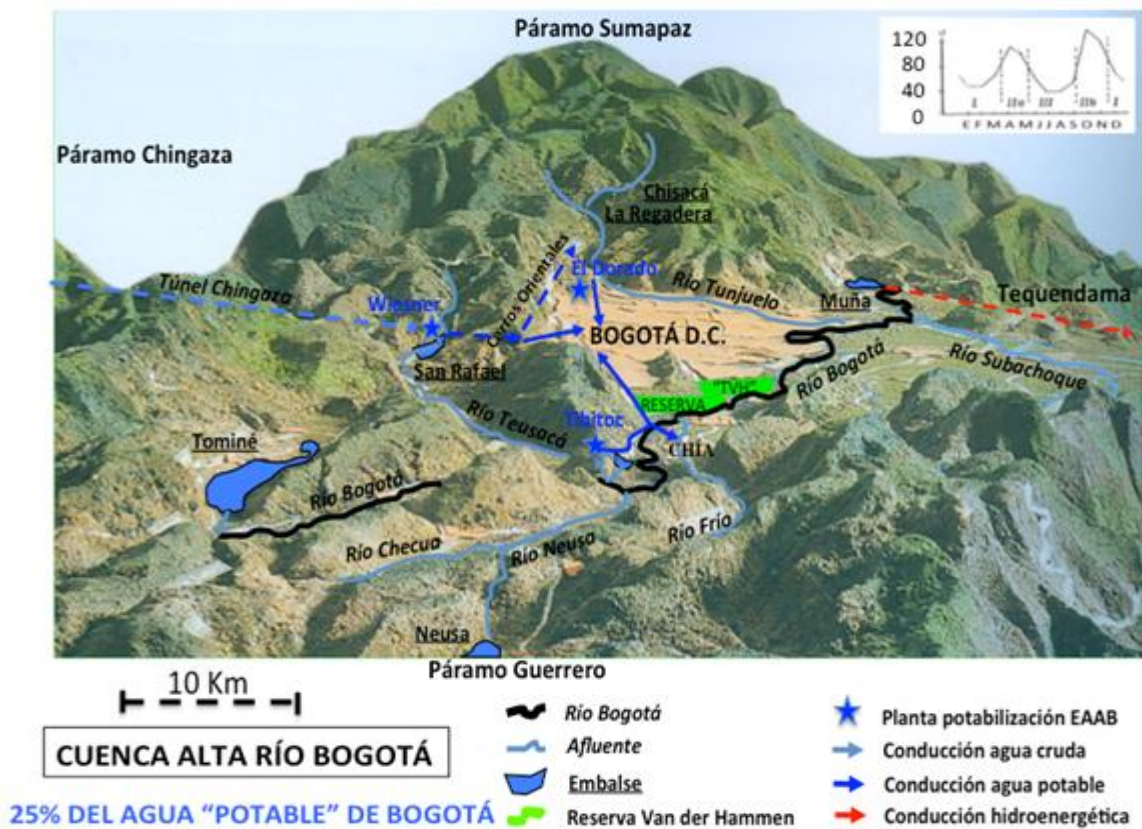 Páramo Sumapaz
120
80
40
0
I
IIa
III
IIb
I
E F M A M J J A S O N D
Páramo Chingaza
Chisacá
La Regadera
Túnel Chingaza
Wiesner
Cerros Orientales
El Dorado
Río Tunjuelo
Muña
Tequendama
BOGOTÁ D.C.
San Rafael
Río Subachoque
Río Bogotá
"TVH"
RESERVA
Río Teusacá
Tibitoc
CHÍA
Tominé
Río Bogotá
Río Checua
Río Neusa
Río Frío
Neusa
Páramo Guerrero
10 Km
CUENCA ALTA RÍO BOGOTÁ
25% DEL AGUA "POTABLE" DE BOGOTÁ
Río Bogotá
Afluente
Embalse
Reserva Van der Hammen
Planta potabilización EAAB
Conducción agua cruda
Conducción agua potable
Conducción hidroenergética